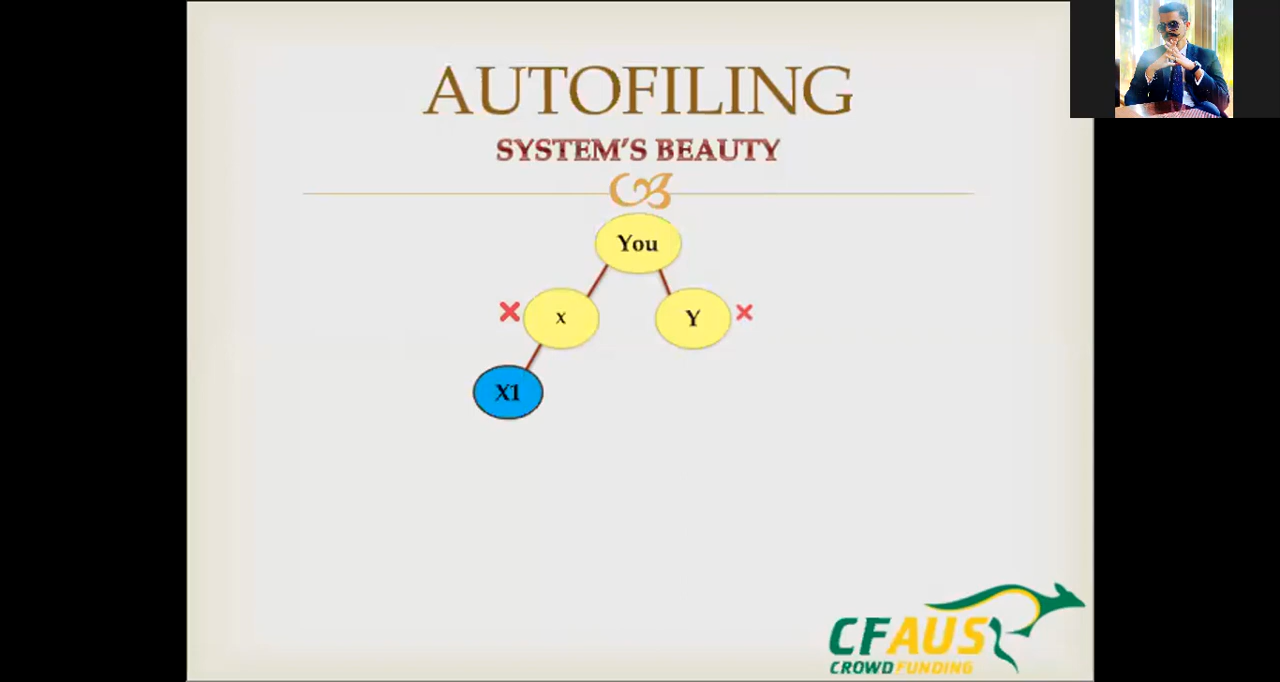 AUTOFILING
SYSTEM'S BEAUTY
You
x
Y
X1
CFAUS
CROWDFUNDING